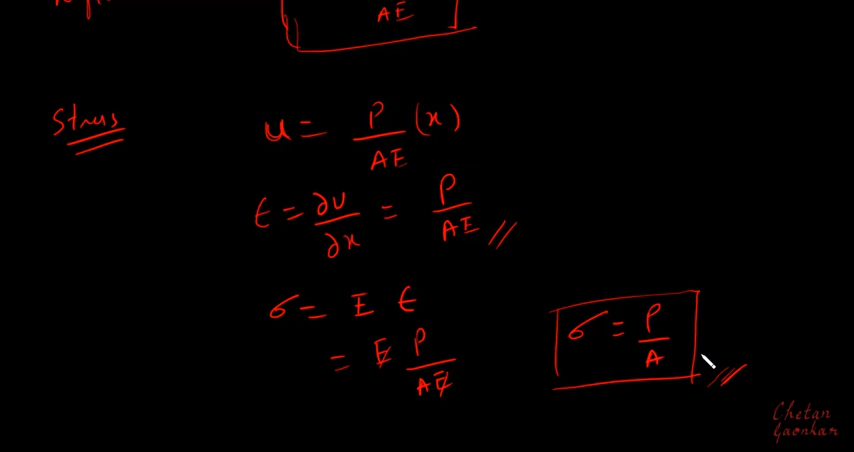 AE
Stress
u = P/AE (x)
ε = ∂u/∂x = P/AE
σ = E ε
= E P/AE
σ = P/A
Chetan
Gaonkar